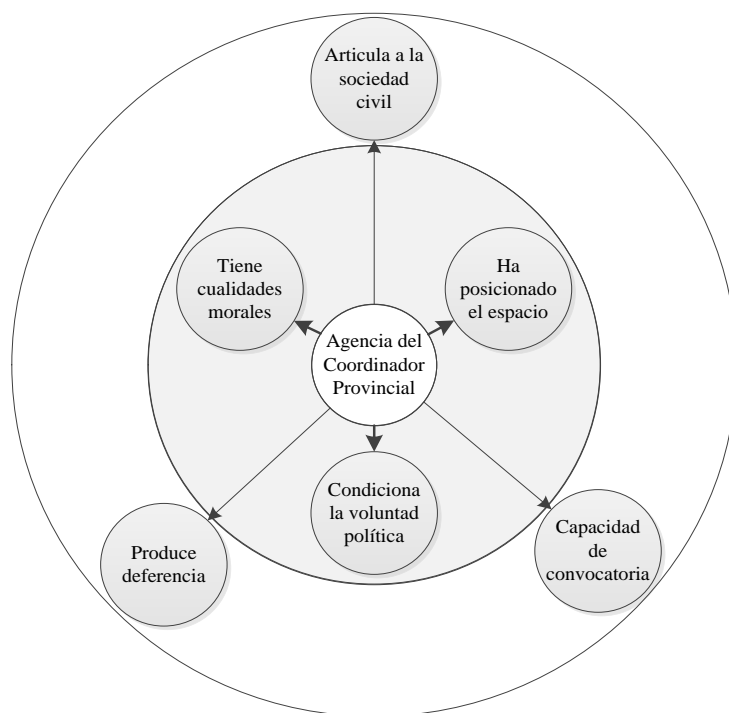 Articula a la
sociedad
civil
Tiene
cualidades
morales
Ha
posicionado
el espacio
Agencia del
Coordinador
Provincial
Condiciona
la voluntad
política
Produce
deferencia
Capacidad
de
convocatoria